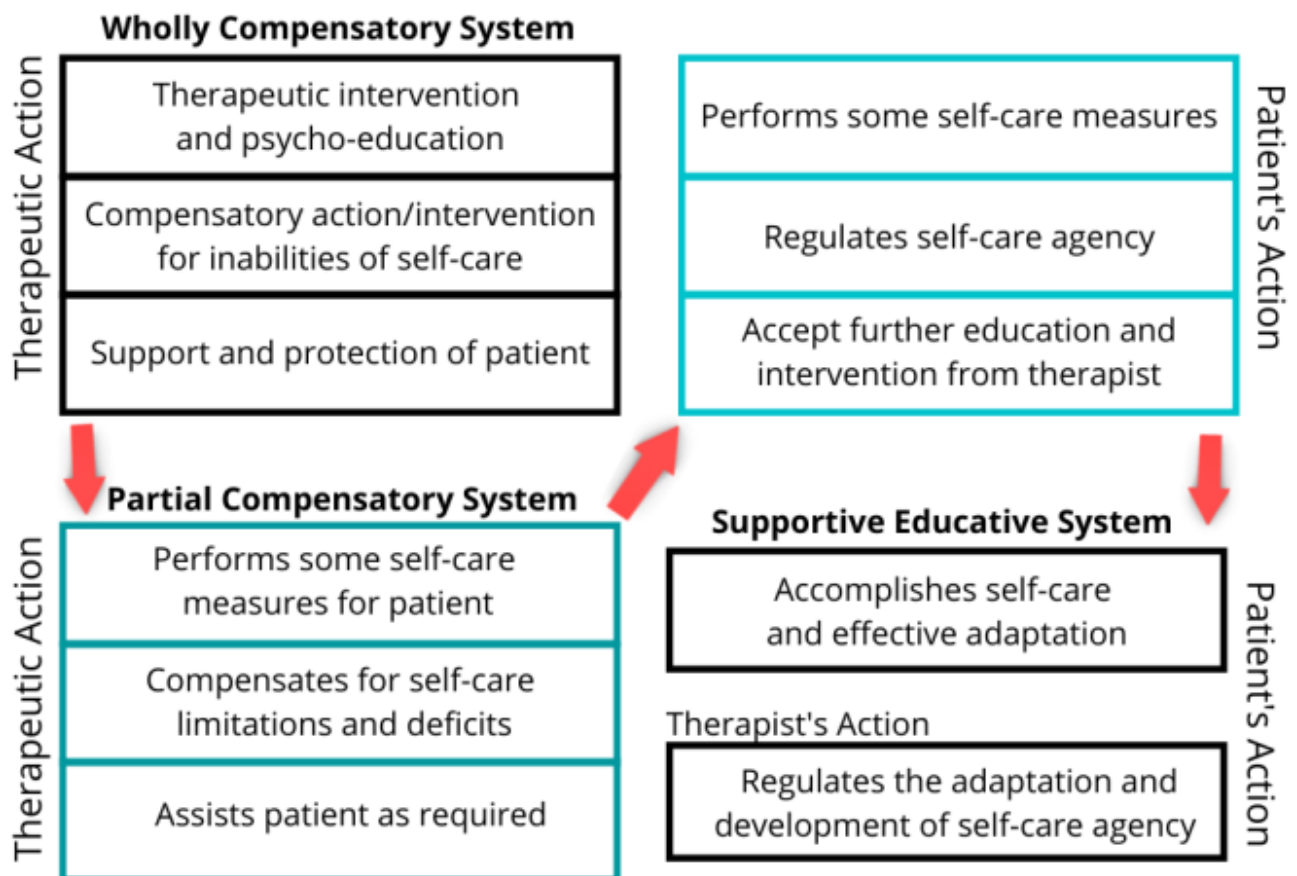 Wholly Compensatory System
Therapeutic Action
Therapeutic intervention
and psycho-education
Compensatory action/intervention
for inabilities of self-care
Support and protection of patient
Partial Compensatory System
Therapeutic Action
Performs some self-care
measures for patient
Compensates for self-care
limitations and deficits
Assists patient as required
Performs some self-care measures
Regulates self-care agency
Accept further education and
intervention from therapist
Patient's Action
Supportive Educative System
Accomplishes self-care
and effective adaptation
Therapist's Action
Regulates the adaptation and
development of self-care agency
Patient's Action